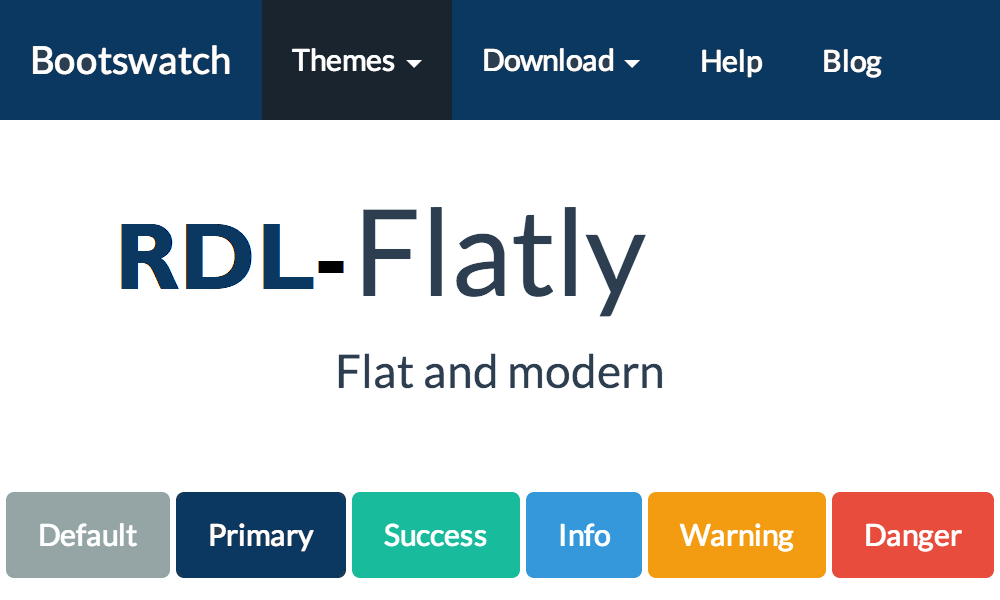 Bootswatch Themes Download Help Blog
RDL-Flatly
Flat and modern
Default Primary Success Info Warning Danger